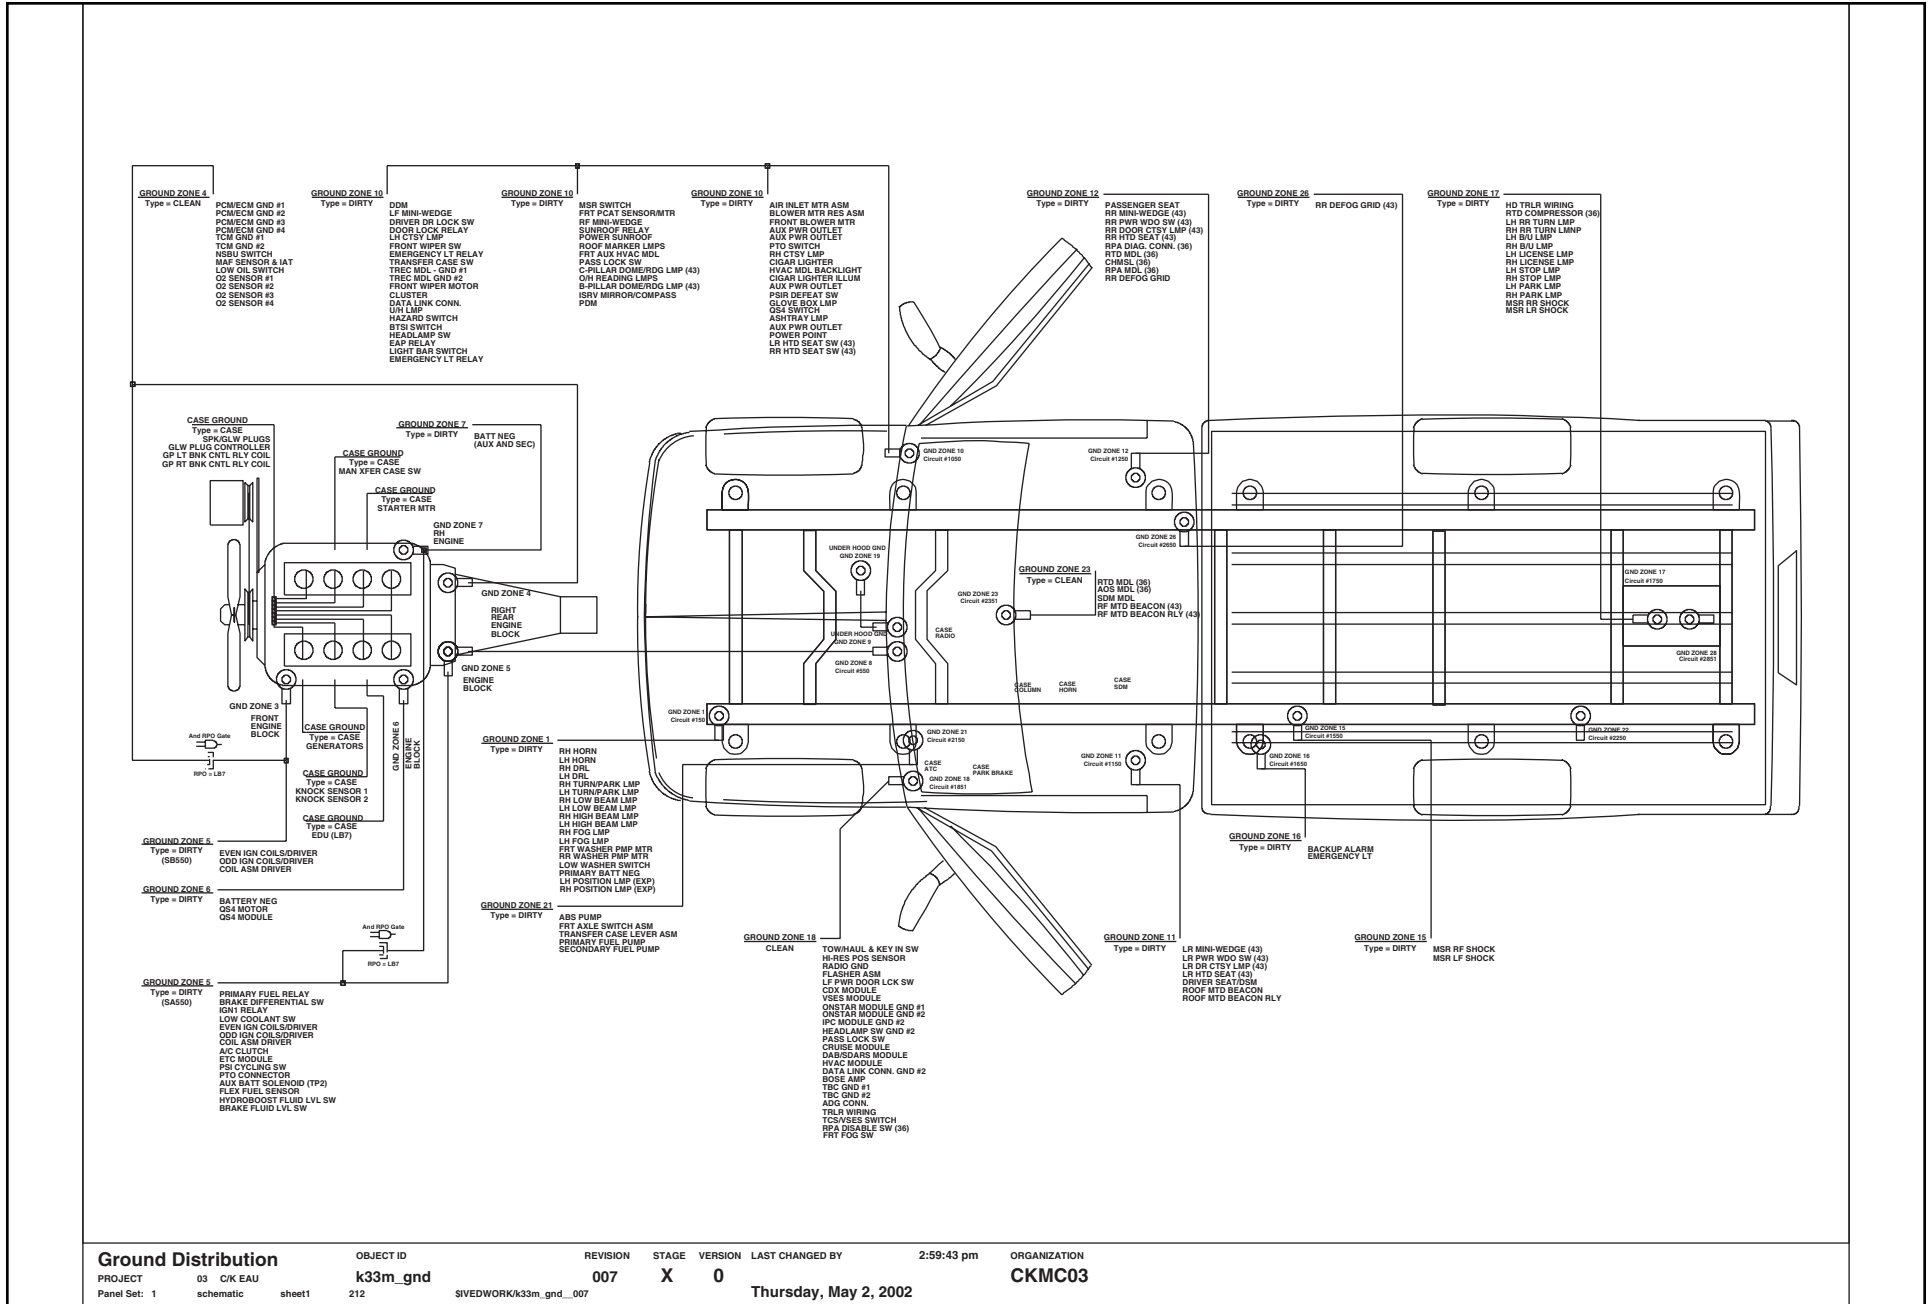 GROUND ZONE 4
Type = CLEAN
PCM/ECM GND #1
PCM/ECM GND #2
PCM/ECM GND #3
PCM/ECM GND #4
TCM GND #1
TCM GND #2
NSBU SWITCH
MAF SENSOR & IAT
LOW OIL SWITCH
O2 SENSOR #1
O2 SENSOR #2
O2 SENSOR #3
O2 SENSOR #4
GROUND ZONE 10
Type = DIRTY
DDM
LF MINI-WEDGE
DRIVER DR LOCK SW
DOOR LOCK RELAY
LH CTSY LMP
FRONT WIPER SW
EMERGENCY LT RELAY
TRANSFER CASE SW
TREC MDL - GND #1
TREC MDL GND #2
FRONT WIPER MOTOR
CLUSTER
DATA LINK CONN.
U/H LMP
HAZARD SWITCH
BTSI SWITCH
HEADLAMP SW
EAP RELAY
LIGHT BAR SWITCH
EMERGENCY LT RELAY
GROUND ZONE 10
Type = DIRTY
MSR SWITCH
FRT PCAT SENSOR/MTR
RF MINI-WEDGE
SUNROOF RELAY
POWER SUNROOF
ROOF MARKER LMPS
FRT AUX HVAC MDL
PASS LOCK SW
C-PILLAR DOME/RDG LMP (43)
O/H READING LMPS
B-PILLAR DOME/RDG LMP (43)
ISRV MIRROR/COMPASS
PDM
GROUND ZONE 10
Type = DIRTY
AIR INLET MTR ASM
BLOWER MTR RES ASM
FRONT BLOWER MTR
AUX PWR OUTLET
AUX PWR OUTLET
PTO SWITCH
RH CTSY LMP
CIGAR LIGHTER
HVAC MDL BACKLIGHT
CIGAR LIGHTER ILLUM
AUX PWR OUTLET
PSIR DEFEAT SW
GLOVE BOX LMP
QS4 SWITCH
ASHTRAY LMP
AUX PWR OUTLET
POWER POINT
LR HTD SEAT SW (43)
RR HTD SEAT SW (43)
GROUND ZONE 12
Type = DIRTY
PASSENGER SEAT
RR MINI-WEDGE (43)
RR PWR WDO SW (43)
RR DOOR CTSY LMP (43)
RR HTD SEAT (43)
RPA DIAG. CONN. (36)
RTD MDL (36)
CHMSL (36)
RPA MDL (36)
RR DEFOG GRID
GROUND ZONE 26
Type = DIRTY
RR DEFOG GRID (43)
GROUND ZONE 17
Type = DIRTY
HD TRLR WIRING
RTD COMPRESSOR (36)
LH RR TURN LMP
RH RR TURN LMNP
LH B/U LMP
RH B/U LMP
LH LICENSE LMP
RH LICENSE LMP
LH STOP LMP
RH STOP LMP
LH PARK LMP
RH PARK LMP
MSR RR SHOCK
MSR LR SHOCK
CASE GROUND
Type = CASE
SPK/GLW PLUGS
GLW PLUG CONTROLLER
GP LT BNK CNTL RLY COIL
GP RT BNK CNTL RLY COIL
CASE GROUND
Type = CASE
MAN XFER CASE SW
GROUND ZONE 7
Type = DIRTY
BATT NEG
(AUX AND SEC)
CASE GROUND
Type = CASE
STARTER MTR
GND ZONE 7
RH
ENGINE
GND ZONE 4
RIGHT
REAR
ENGINE
BLOCK
GND ZONE 5
ENGINE
BLOCK
GND ZONE 3
FRONT
ENGINE
BLOCK
GND ZONE 6
ENGINE
BLOCK
CASE GROUND
Type = CASE
GENERATORS
CASE GROUND
Type = CASE
KNOCK SENSOR 1
KNOCK SENSOR 2
CASE GROUND
Type = CASE
EDU (LB7)
And RPO Gate
RPO = LB7
GROUND ZONE 5
Type = DIRTY
(SB550)
EVEN IGN COILS/DRIVER
ODD IGN COILS/DRIVER
COIL ASM DRIVER
GROUND ZONE 6
Type = DIRTY
BATTERY NEG
QS4 MOTOR
QS4 MODULE
And RPO Gate
RPO = LB7
GROUND ZONE 5
Type = DIRTY
(SA550)
PRIMARY FUEL RELAY
BRAKE DIFFERENTIAL SW
IGN1 RELAY
LOW COOLANT SW
EVEN IGN COILS/DRIVER
ODD IGN COILS/DRIVER
COIL ASM DRIVER
A/C CLUTCH
ETC MODULE
PSI CYCLING SW
PTO CONNECTOR
AUX BATT SOLENOID (TP2)
FLEX FUEL SENSOR
HYDROBOOST FLUID LVL SW
BRAKE FLUID LVL SW
GND ZONE 10
Circuit #1050
GND ZONE 12
Circuit #1250
GND ZONE 26
Circuit #2650
UNDER HOOD GND
GND ZONE 19
GROUND ZONE 23
Type = CLEAN
RTD MDL (36)
AOS MDL (36)
SDM MDL
RF MTD BEACON (43)
RF MTD BEACON RLY (43)
GND ZONE 23
Circuit #2351
GND ZONE 17
Circuit #1750
GND ZONE 28
Circuit #2851
UNDER HOOD GND
GND ZONE 9
CASE
RADIO
GND ZONE 8
Circuit #550
CASE
COLUMN
CASE
HORN
CASE
SDM
GND ZONE 1
Circuit #150
GND ZONE 21
Circuit #2150
GND ZONE 15
Circuit #1550
GND ZONE 22
Circuit #2250
GND ZONE 11
Circuit #1150
GND ZONE 16
Circuit #1650
CASE
ATC
CASE
PARK BRAKE
GND ZONE 18
Circuit #1851
GROUND ZONE 1
Type = DIRTY
RH HORN
LH HORN
RH DRL
LH DRL
RH TURN/PARK LMP
LH TURN/PARK LMP
RH LOW BEAM LMP
LH LOW BEAM LMP
RH HIGH BEAM LMP
LH HIGH BEAM LMP
RH FOG LMP
LH FOG LMP
FRT WASHER PMP MTR
RR WASHER PMP MTR
LOW WASHER SWITCH
PRIMARY BATT NEG
LH POSITION LMP (EXP)
RH POSITION LMP (EXP)
GROUND ZONE 21
Type = DIRTY
ABS PUMP
FRT AXLE SWITCH ASM
TRANSFER CASE LEVER ASM
PRIMARY FUEL PUMP
SECONDARY FUEL PUMP
GROUND ZONE 18
CLEAN
TOW/HAUL & KEY IN SW
HI-RES POS SENSOR
RADIO GND
FLASHER ASM
LF PWR DOOR LCK SW
CDX MODULE
VSES MODULE
ONSTAR MODULE GND #1
ONSTAR MODULE GND #2
IPC MODULE GND #2
HEADLAMP SW GND #2
PASS LOCK SW
CRUISE MODULE
DAB/SDARS MODULE
HVAC MODULE
DATA LINK CONN. GND #2
BOSE AMP
TBC GND #1
TBC GND #2
ADG CONN.
TRLR WIRING
TCS/VSES SWITCH
RPA DISABLE SW (36)
FRT FOG SW
GROUND ZONE 11
Type = DIRTY
LR MINI-WEDGE (43)
LR PWR WDO SW (43)
LR DR CTSY LMP (43)
LR HTD SEAT (43)
DRIVER SEAT/DSM
ROOF MTD BEACON
ROOF MTD BEACON RLY
GROUND ZONE 16
Type = DIRTY
BACKUP ALARM
EMERGENCY LT
GROUND ZONE 15
Type = DIRTY
MSR RF SHOCK
MSR LF SHOCK
Ground Distribution OBJECT ID REVISION STAGE VERSION LAST CHANGED BY 2:59:43 pm ORGANIZATION
PROJECT 03 C/K EAU k33m_gnd 007 X 0 CKMC03
Panel Set: 1 schematic sheet1 212 $IVEDWORK/k33m_gnd__007 Thursday, May 2, 2002